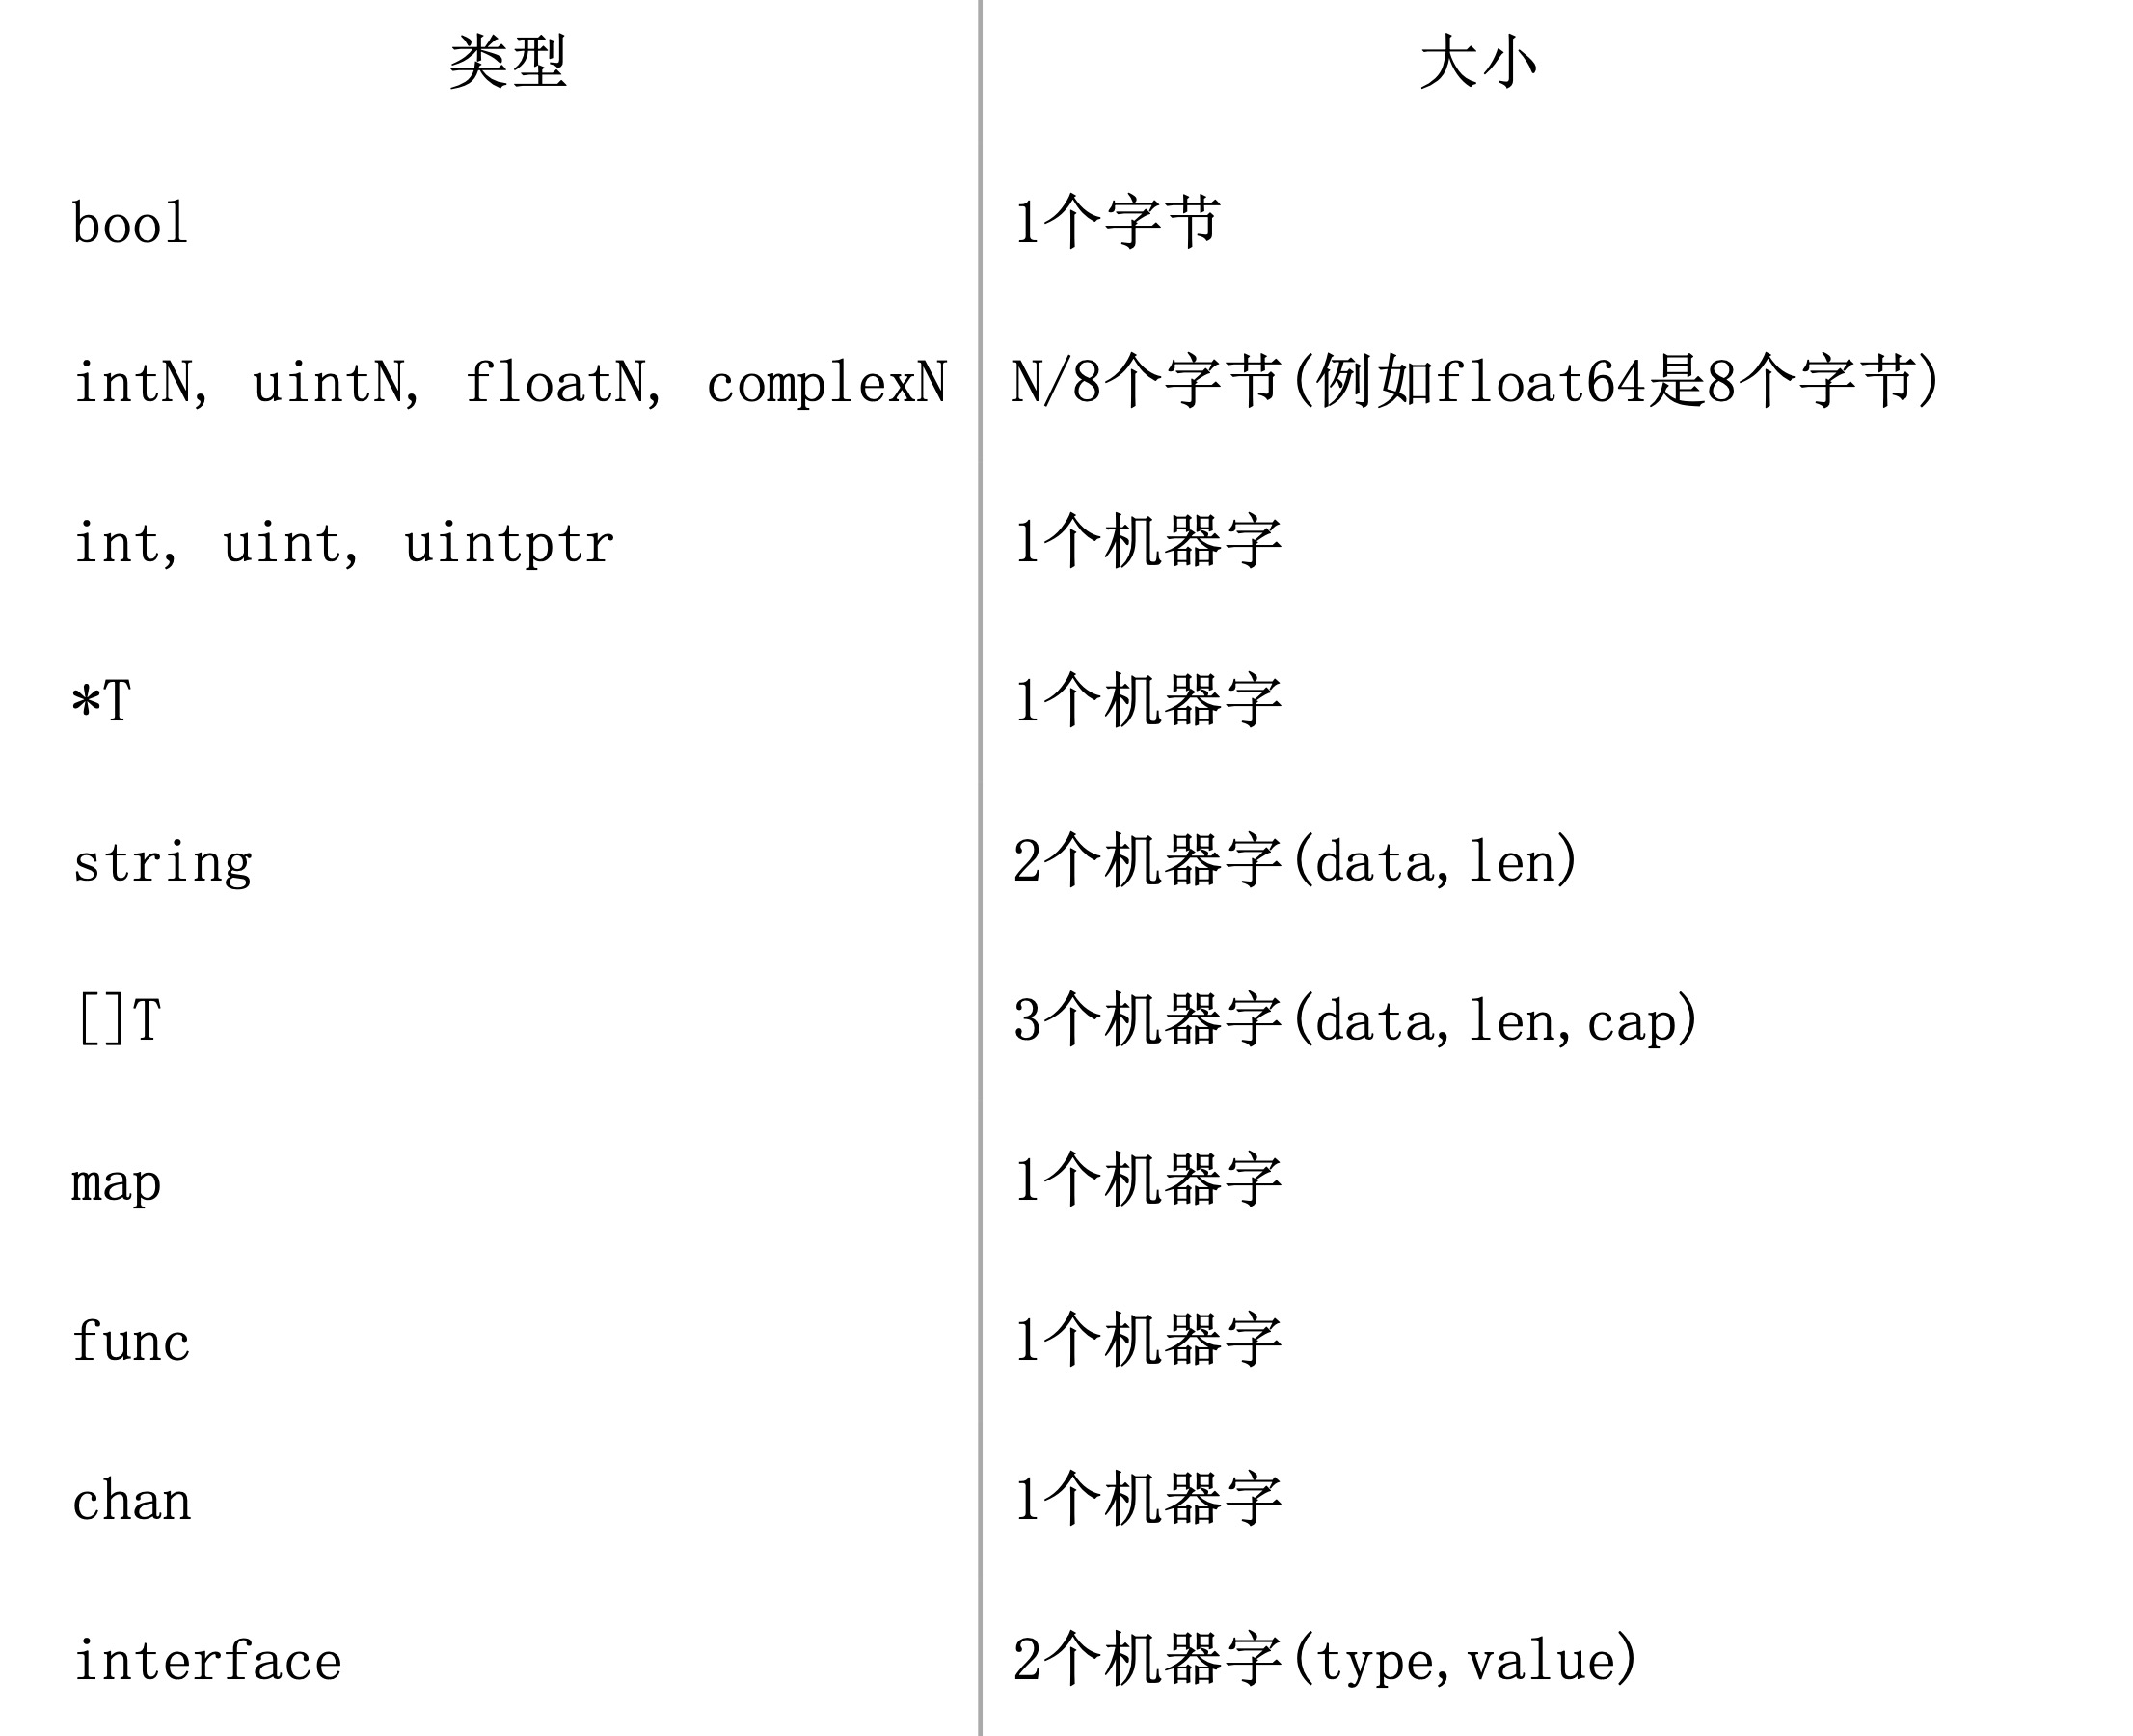 类型 大小
bool 1个字节
intN, uintN, floatN, complexN N/8个字节(例如float64是8个字节)
int, uint, uintptr 1个机器字
*T 1个机器字
string 2个机器字(data,len)
[]T 3个机器字(data,len,cap)
map 1个机器字
func 1个机器字
chan 1个机器字
interface 2个机器字(type,value)